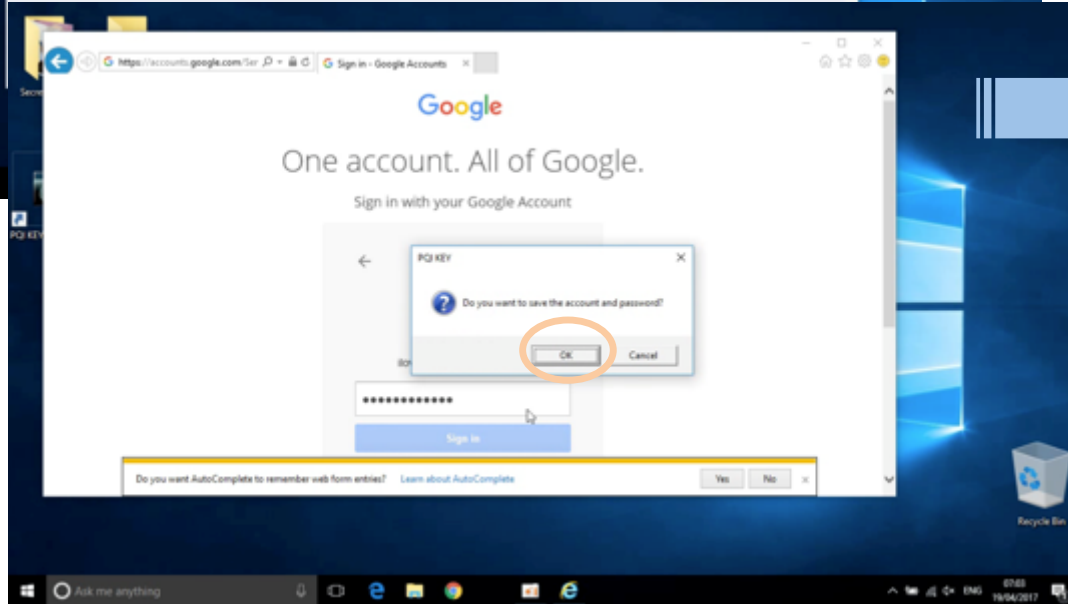 https://accounts.google.com/Ser
Sign in - Google Accounts
Google
One account. All of Google.
Sign in with your Google Account
PQI KEY
Do you want to save the account and password?
OK
Cancel
Sign in
Do you want AutoComplete to remember web form entries? Learn about AutoComplete
Yes
No
PQI KEY
Recycle Bin
Ask me anything
ENG
07:03
19/04/2017